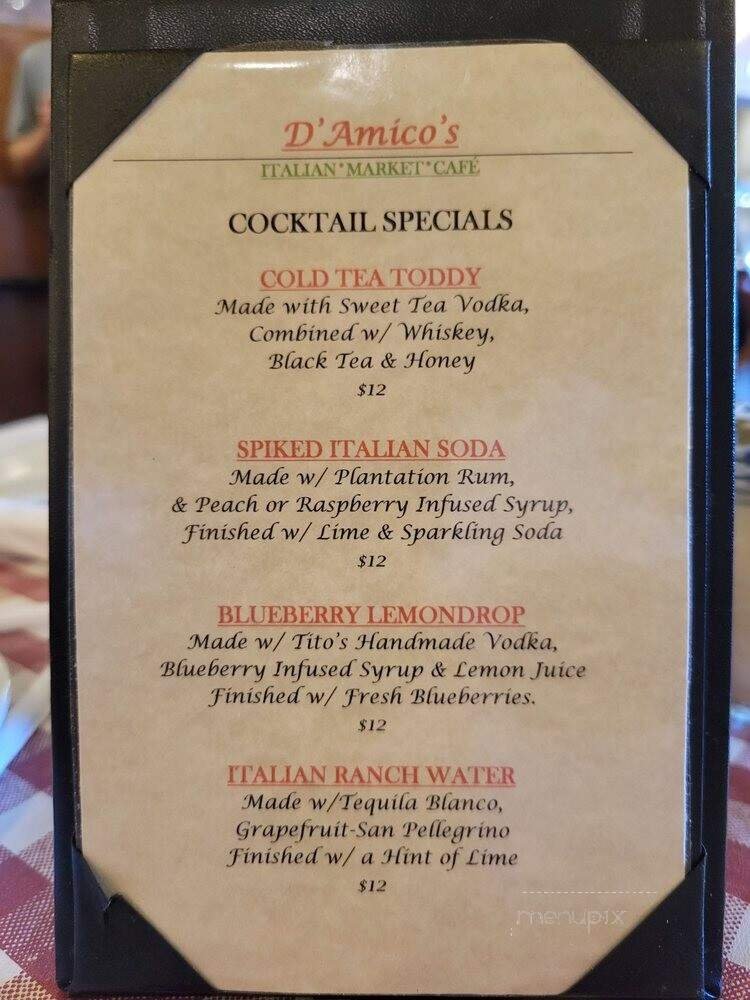 D'Amico's
ITALIAN*MARKET*CAFÉ
COCKTAIL SPECIALS
COLD TEA TODDY
Made with Sweet Tea Vodka,
Combined w/ Whiskey,
Black Tea & Honey
$12
SPIKED ITALIAN SODA
Made w/ Plantation Rum,
& Peach or Raspberry Infused Syrup,
Finished w/ Lime & Sparkling Soda
$12
BLUEBERRY LEMONDROP
Made w/ Tito's Handmade Vodka,
Blueberry Infused Syrup & Lemon Juice
Finished w/ Fresh Blueberries.
$12
ITALIAN RANCH WATER
Made w/Tequila Blanco,
Grapefruit-San Pellegrino
Finished w/ a Hint of Lime
$12
menupix